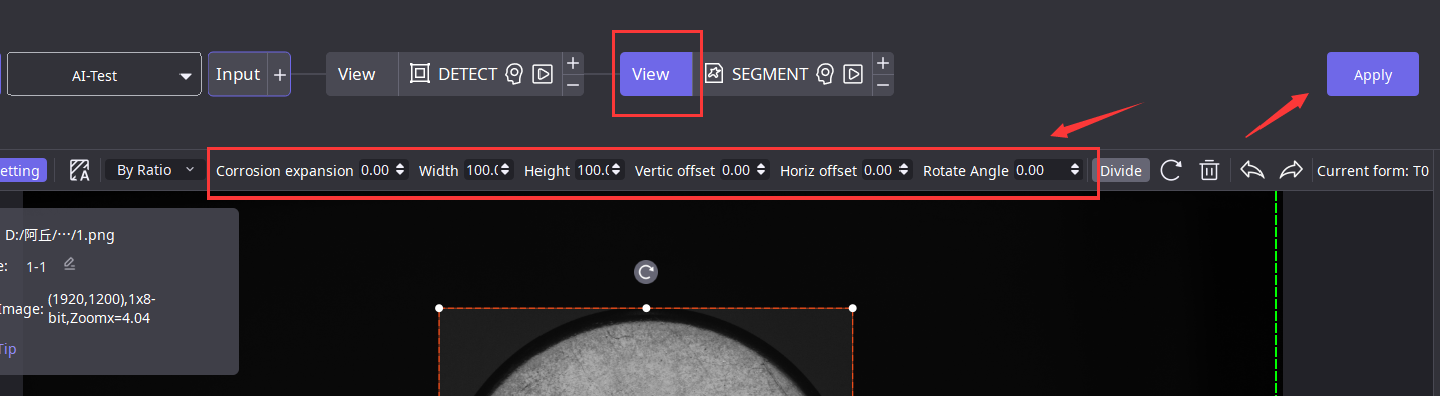 AI-Test Input + View DETECT + − View SEGMENT + − Apply
etting By Ratio Corrosion expansion 0.00 Width 100.( Height 100.( Vertic offset 0.00 Horiz offset 0.00 Rotate Angle 0.00 Divide Current form: T0
D:/阿丘/···/1.png
e: 1-1
Image: (1920,1200),1x8-
bit,Zoomx=4.04
Tip